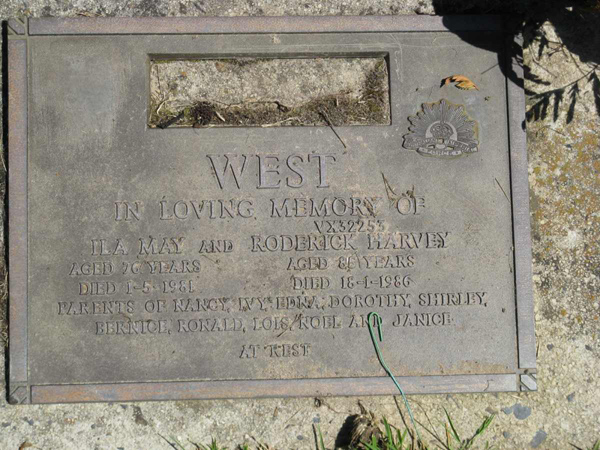 WEST
IN LOVING MEMORY OF
VX32253
ILA MAY AND RODERICK HARVEY
AGED 76 YEARS AGED YEARS
DIED 1-5-1981 DIED 18-1-1986
PARENTS OF NANCY, IVY, EDNA, DOROTHY, SHIRLEY,
BERNICE, RONALD, LOIS, NOEL AND JANICE
AT REST